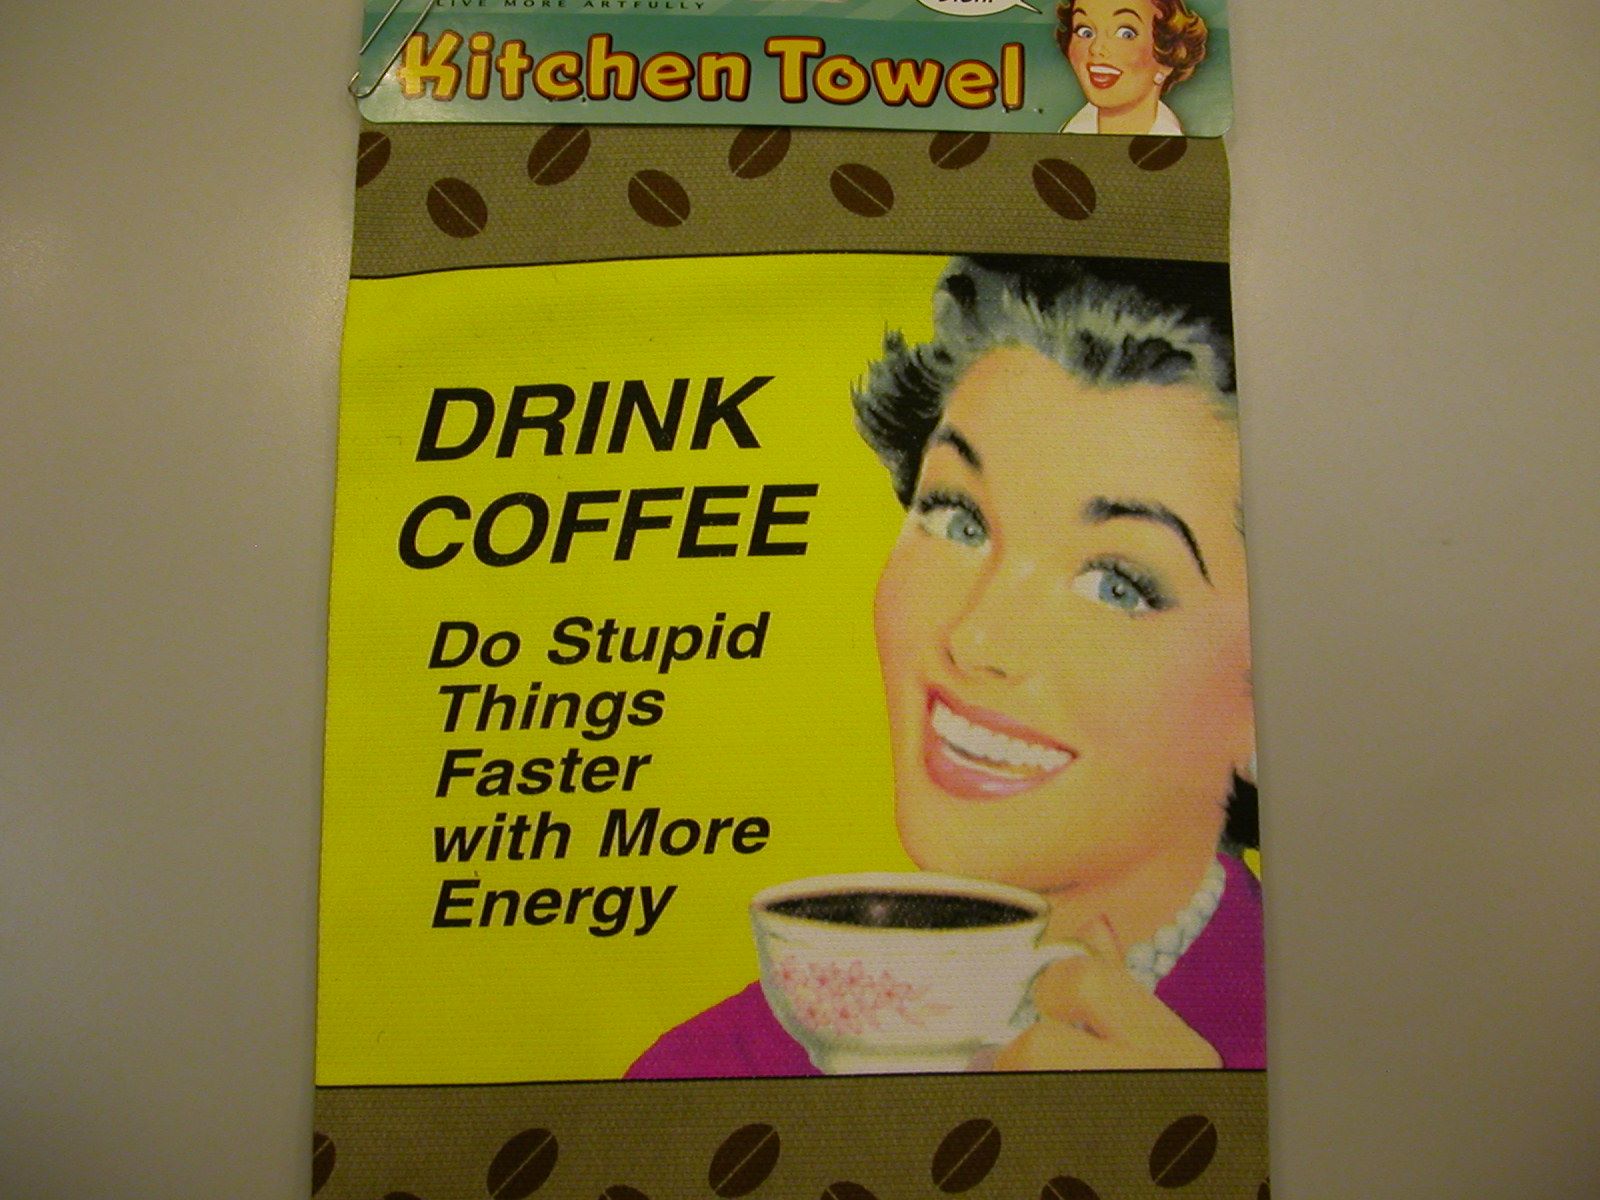 LIVE MORE ARTFULLY
Kitchen Towel
DRINK
COFFEE
Do Stupid
Things
Faster
with More
Energy